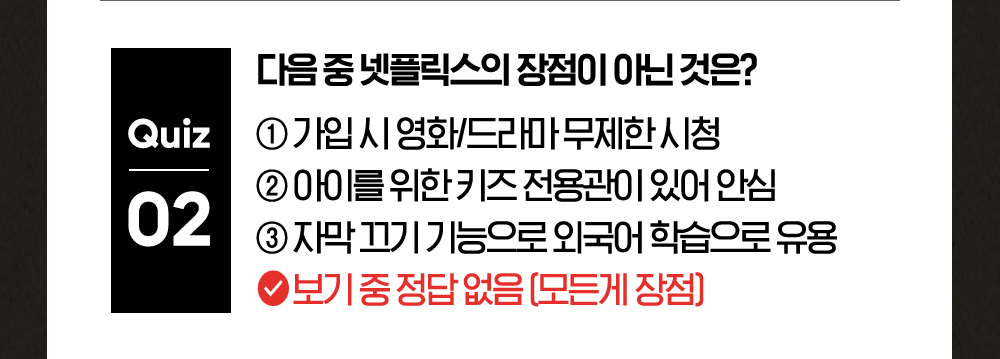 Quiz
02
다음 중 넷플릭스의 장점이 아닌 것은?
① 가입 시 영화/드라마 무제한 시청
② 아이를 위한 키즈 전용관이 있어 안심
③ 자막 끄기 기능으로 외국어 학습으로 유용
보기 중 정답 없음 (모든게 장점)